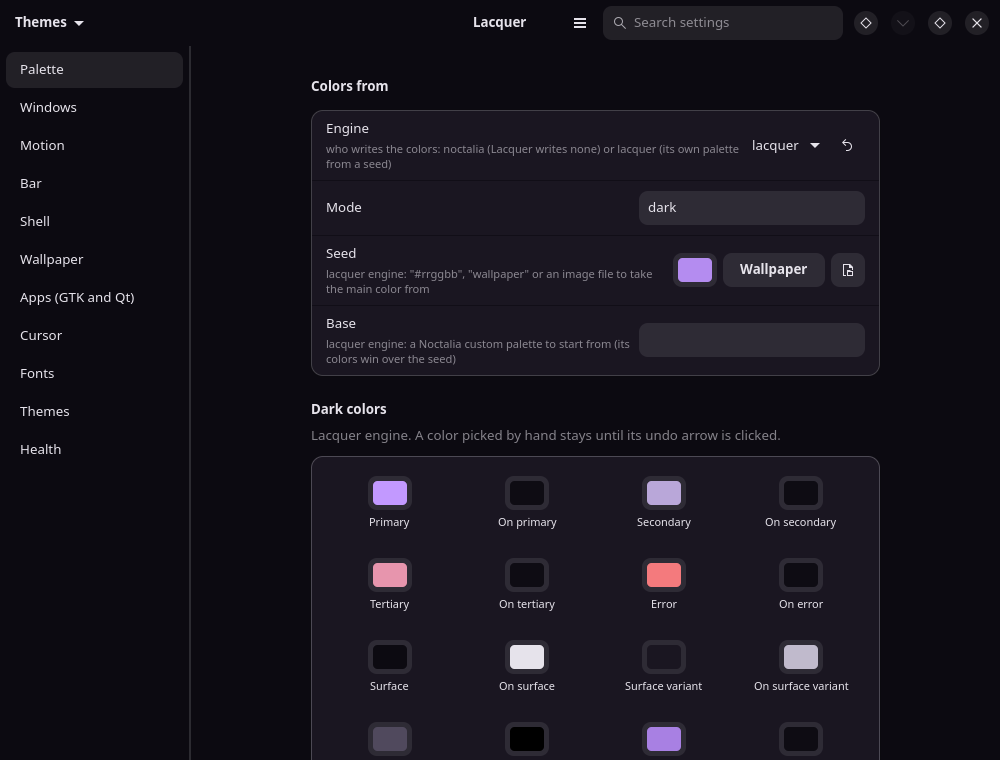 Themes
Lacquer
Search settings
Palette
Windows
Motion
Bar
Shell
Wallpaper
Apps (GTK and Qt)
Cursor
Fonts
Themes
Health
Colors from
Engine
who writes the colors: noctalia (Lacquer writes none) or lacquer (its own palette
from a seed)
lacquer
Mode
dark
Seed
lacquer engine: "#rrggbb", "wallpaper" or an image file to take
the main color from
Wallpaper
Base
lacquer engine: a Noctalia custom palette to start from (its
colors win over the seed)
Dark colors
Lacquer engine. A color picked by hand stays until its undo arrow is clicked.
Primary
On primary
Secondary
On secondary
Tertiary
On tertiary
Error
On error
Surface
On surface
Surface variant
On surface variant